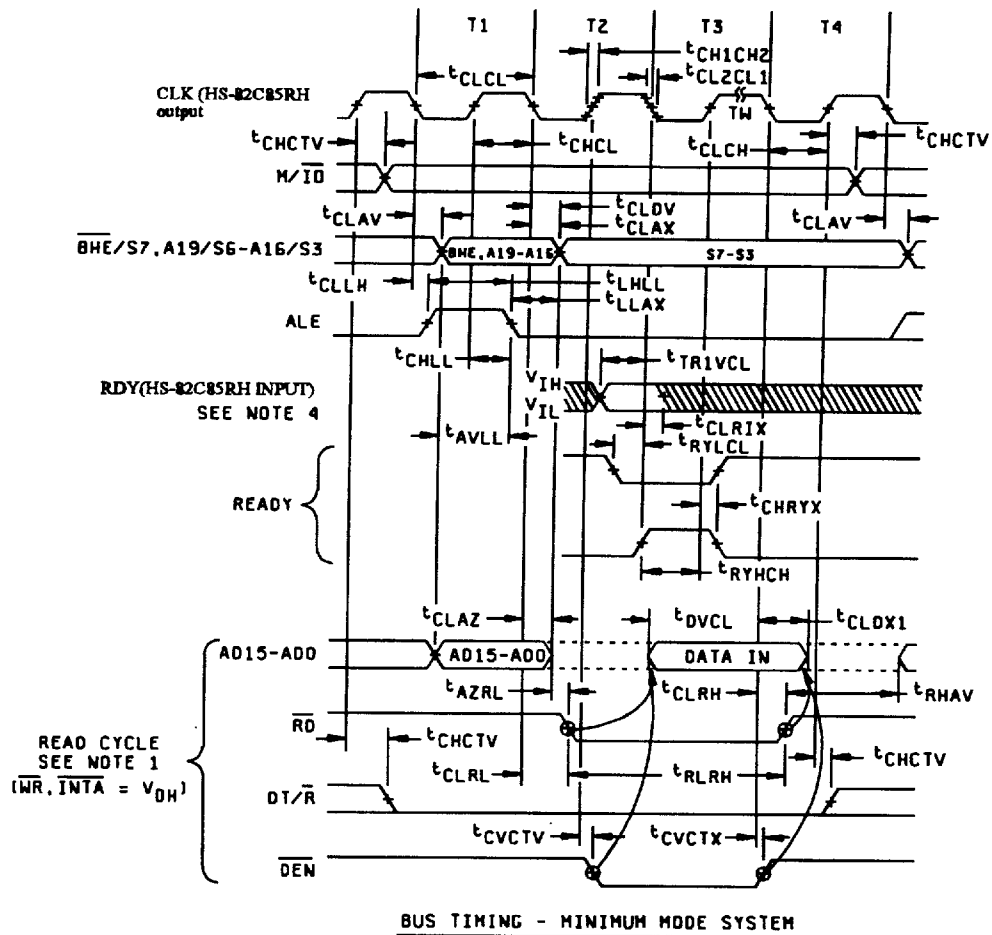 T1 T2 T3 T4
tCH1CH2
tCLCL tCL2CL1
CLK (HS-82C85RH
output
TW
tCHCTV tCHCL tCLCH tCHCTV
M/IO
tCLAV tCLDV tCLAV
tCLAX
BHE/S7,A19/S6-A16/S3 BHE,A19-A16 S7-S3
tCLLH tLHLL
tLLAX
ALE
tCHLL tTR1VCL
RDY(HS-82C85RH INPUT) VIH
SEE NOTE 4 VIL
tCLRIX
tAVLL tRYLCL
READY tCHRYX
tRYHCH
tCLAZ tDVCL tCLDX1
AD15-AD0 AD15-AD0 DATA IN
tAZRL tCLRH tRHAV
RD
READ CYCLE tCHCTV tCHCTV
SEE NOTE 1 tCLRL tRLRH
(WR,INTA = VOH)
DT/R
tCVCTV tCVCTX
DEN
BUS TIMING - MINIMUM MODE SYSTEM